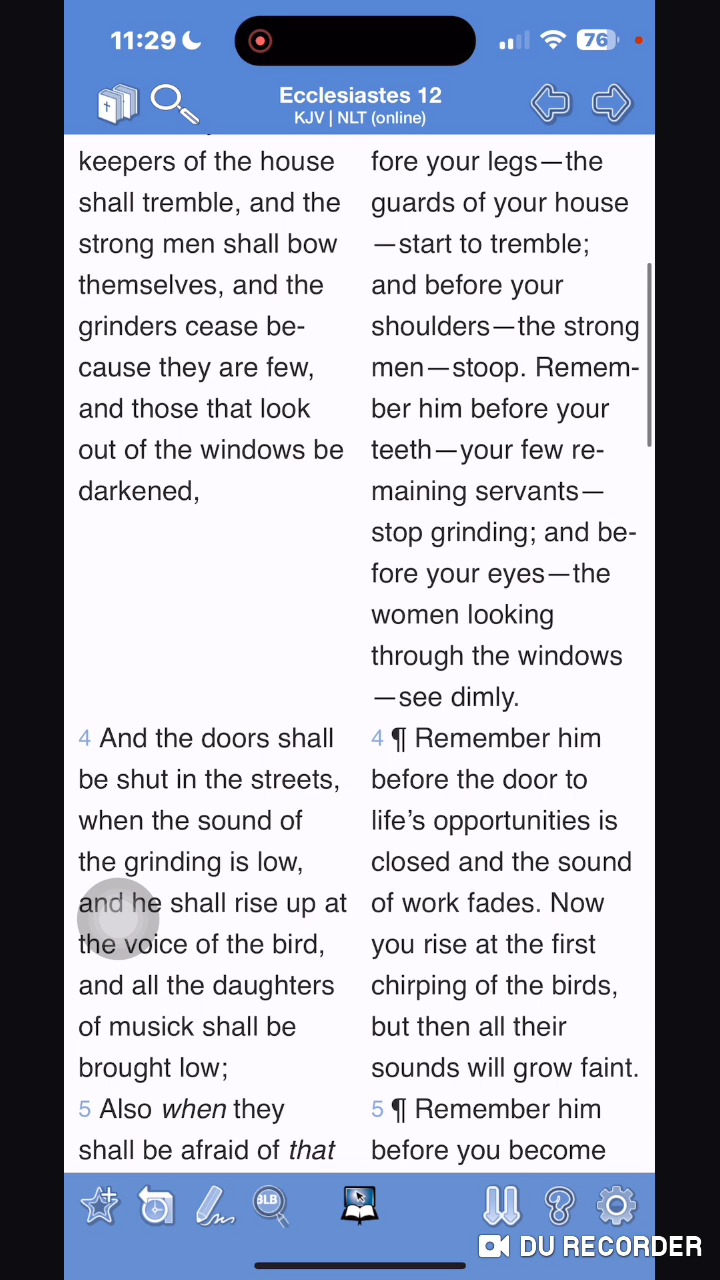 11:29
76
Ecclesiastes 12
KJV | NLT (online)
keepers of the house
shall tremble, and the
strong men shall bow
themselves, and the
grinders cease be-
cause they are few,
and those that look
out of the windows be
darkened,
4 And the doors shall
be shut in the streets,
when the sound of
the grinding is low,
and he shall rise up at
the voice of the bird,
and all the daughters
of musick shall be
brought low;
5 Also when they
shall be afraid of that
fore your legs—the
guards of your house
—start to tremble;
and before your
shoulders—the strong
men—stoop. Remem-
ber him before your
teeth—your few re-
maining servants—
stop grinding; and be-
fore your eyes—the
women looking
through the windows
—see dimly.
4 ¶ Remember him
before the door to
life’s opportunities is
closed and the sound
of work fades. Now
you rise at the first
chirping of the birds,
but then all their
sounds will grow faint.
5 ¶ Remember him
before you become
BLB
DU RECORDER